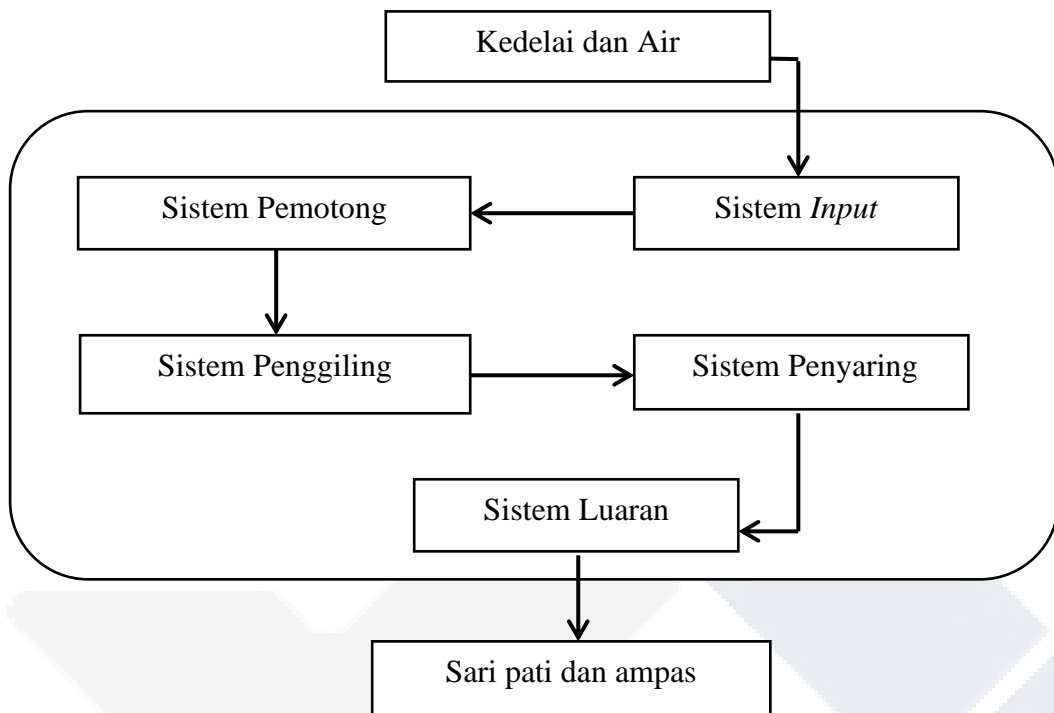 Kedelai dan Air
Sistem Pemotong
Sistem Input
Sistem Penggiling
Sistem Penyaring
Sistem Luaran
Sari pati dan ampas